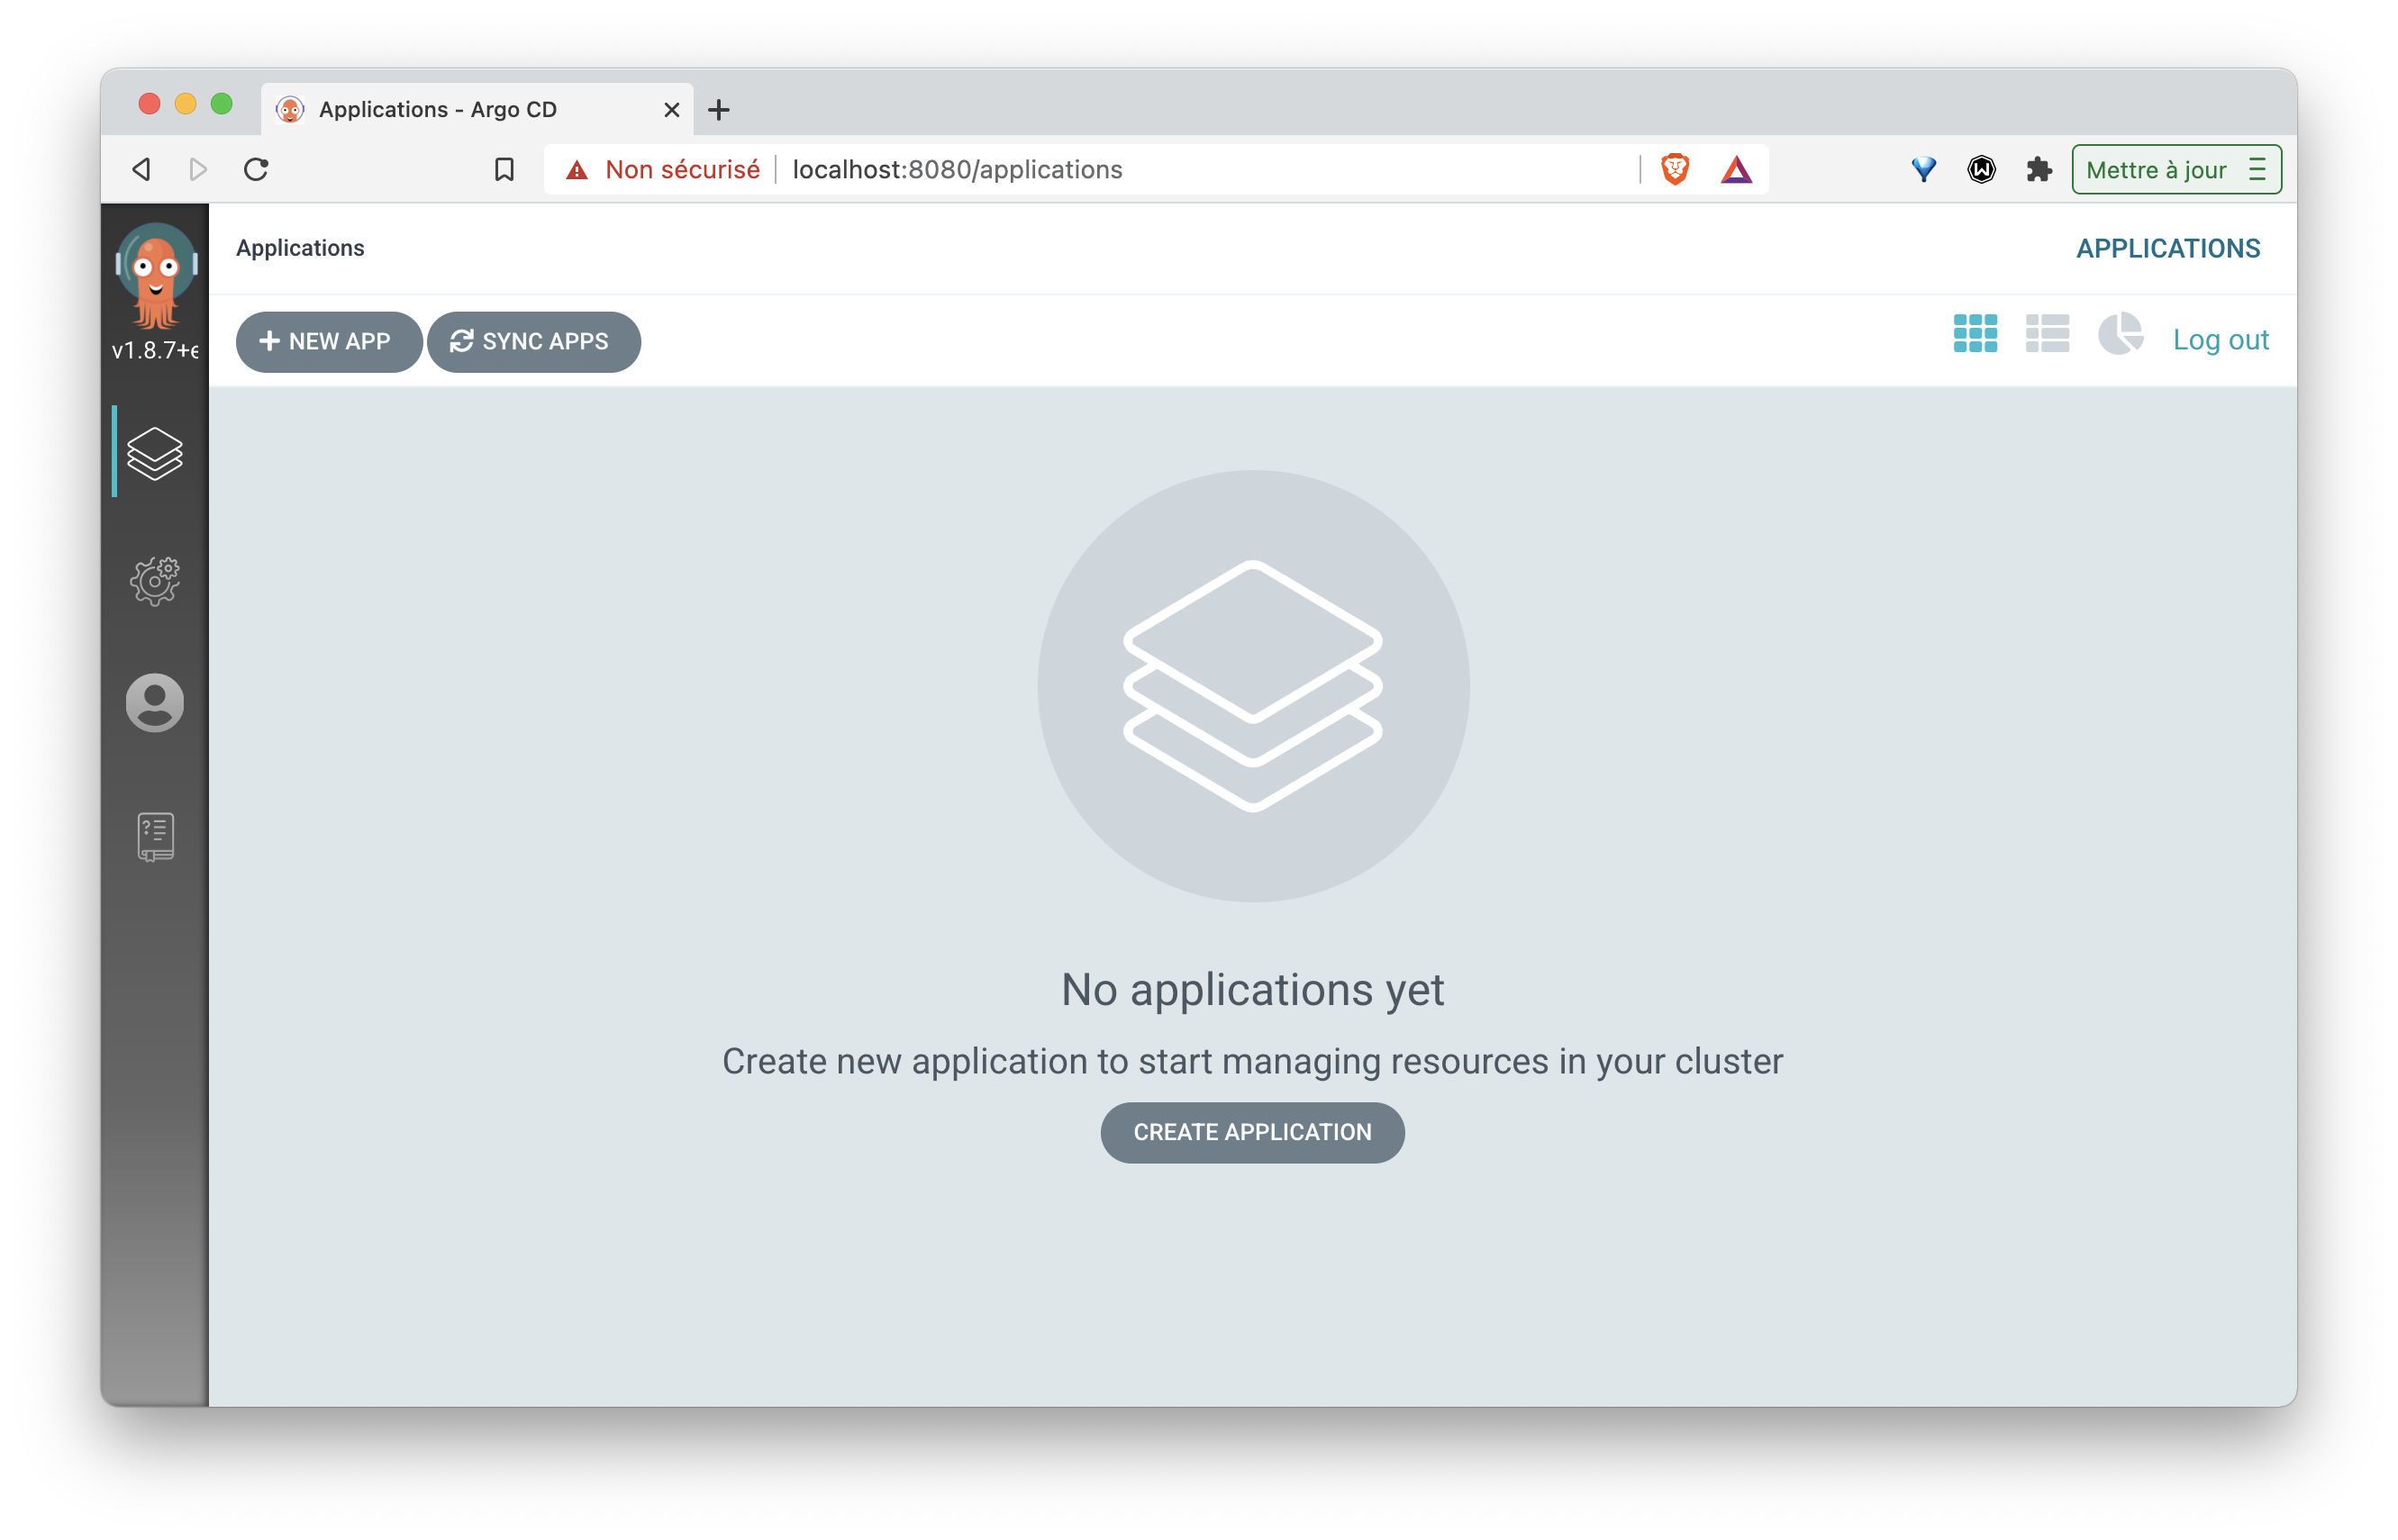 Applications - Argo CD
Non sécurisé localhost:8080/applications
Mettre à jour
Applications
APPLICATIONS
v1.8.7+e
NEW APP
SYNC APPS
Log out
No applications yet
Create new application to start managing resources in your cluster
CREATE APPLICATION